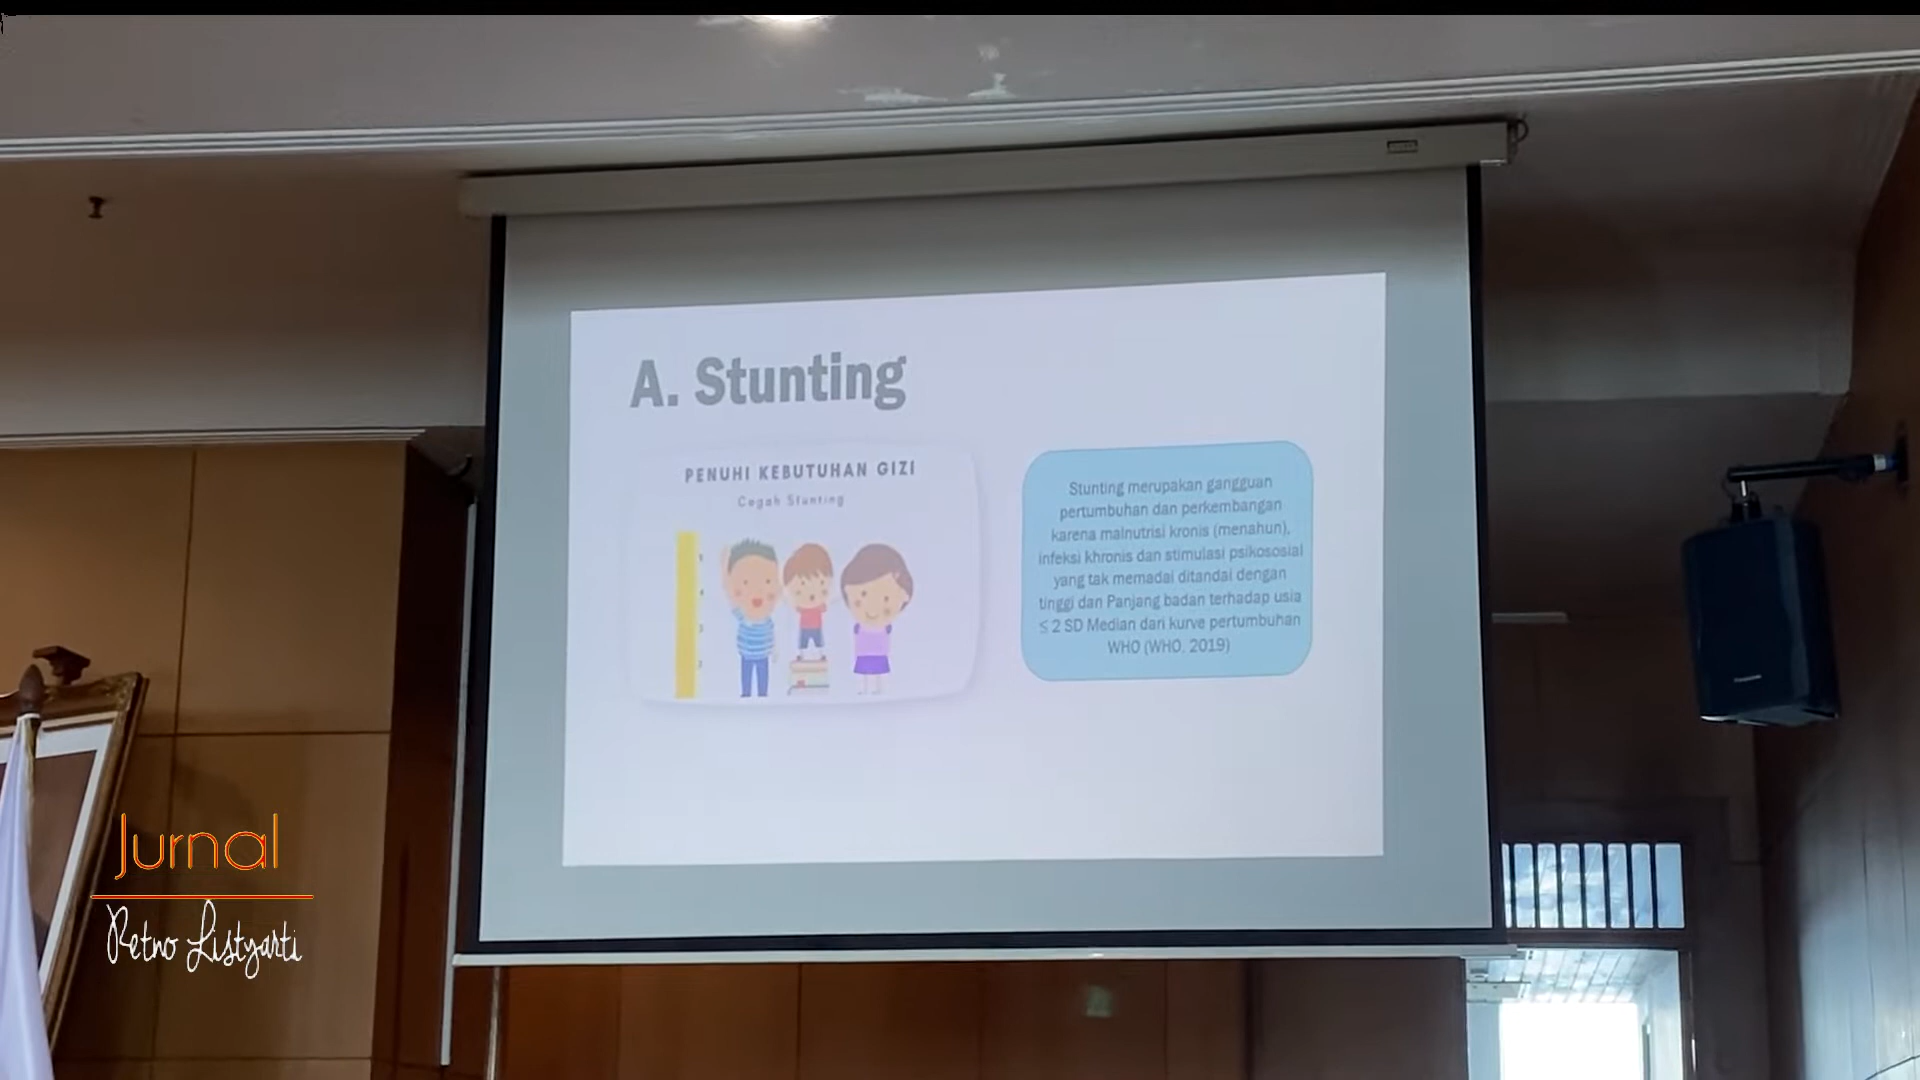 A. Stunting
PENUHI KEBUTUHAN GIZI
Cegah Stunting
Stunting merupakan gangguan
pertumbuhan dan perkembangan
karena malnutrisi kronis (menahun),
infeksi khronis dan stimulasi psikososial
yang tak memadai ditandai dengan
tinggi dan Panjang badan terhadap usia
≤ 2 SD Median dari kurve pertumbuhan
WHO (WHO, 2019)
Jurnal
Retno Listyarti
Panasonic